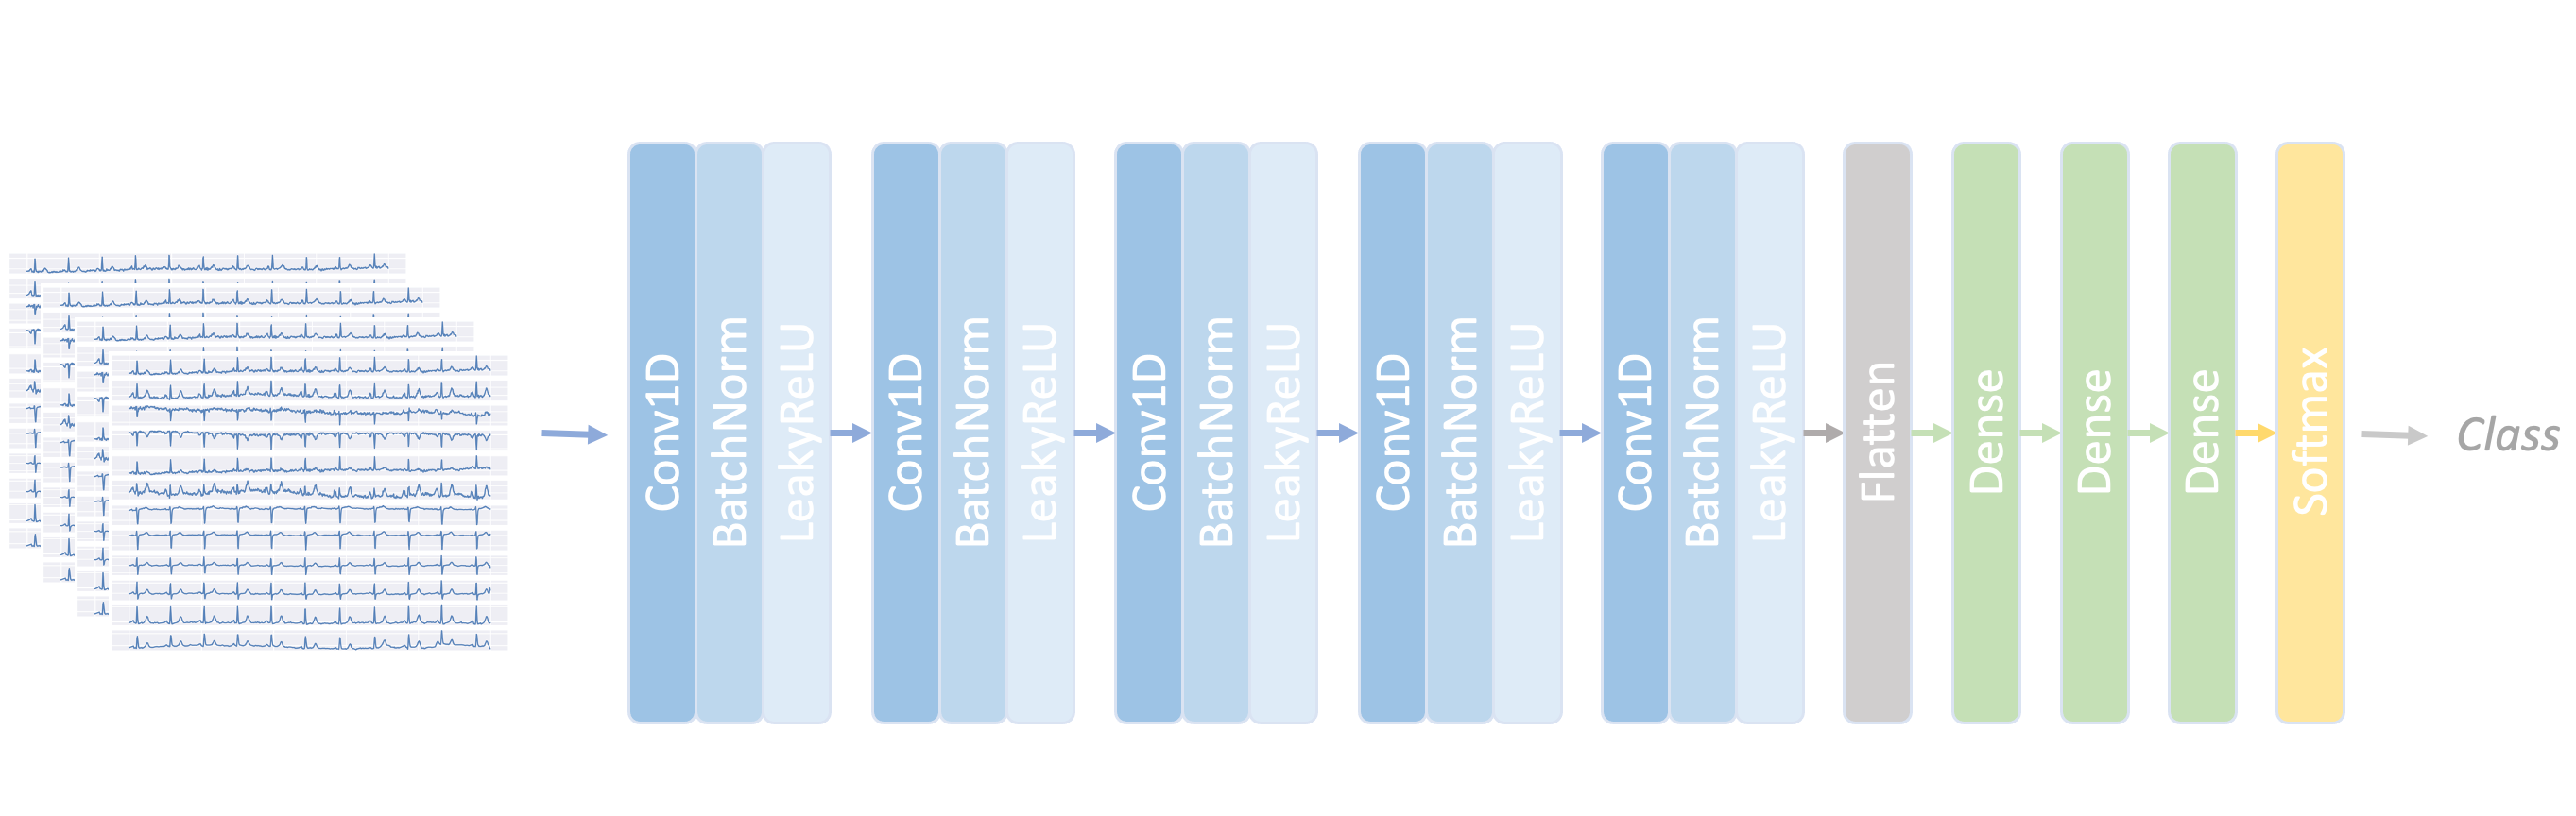 Conv1D
BatchNorm
LeakyReLU
Conv1D
BatchNorm
LeakyReLU
Conv1D
BatchNorm
LeakyReLU
Conv1D
BatchNorm
LeakyReLU
Conv1D
BatchNorm
LeakyReLU
Flatten
Dense
Dense
Dense
Softmax
Class